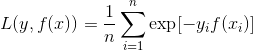 L(y, f(x)) = \frac{1}{n} \sum_{i=1}^{n} \exp[-y_i f(x_i)]